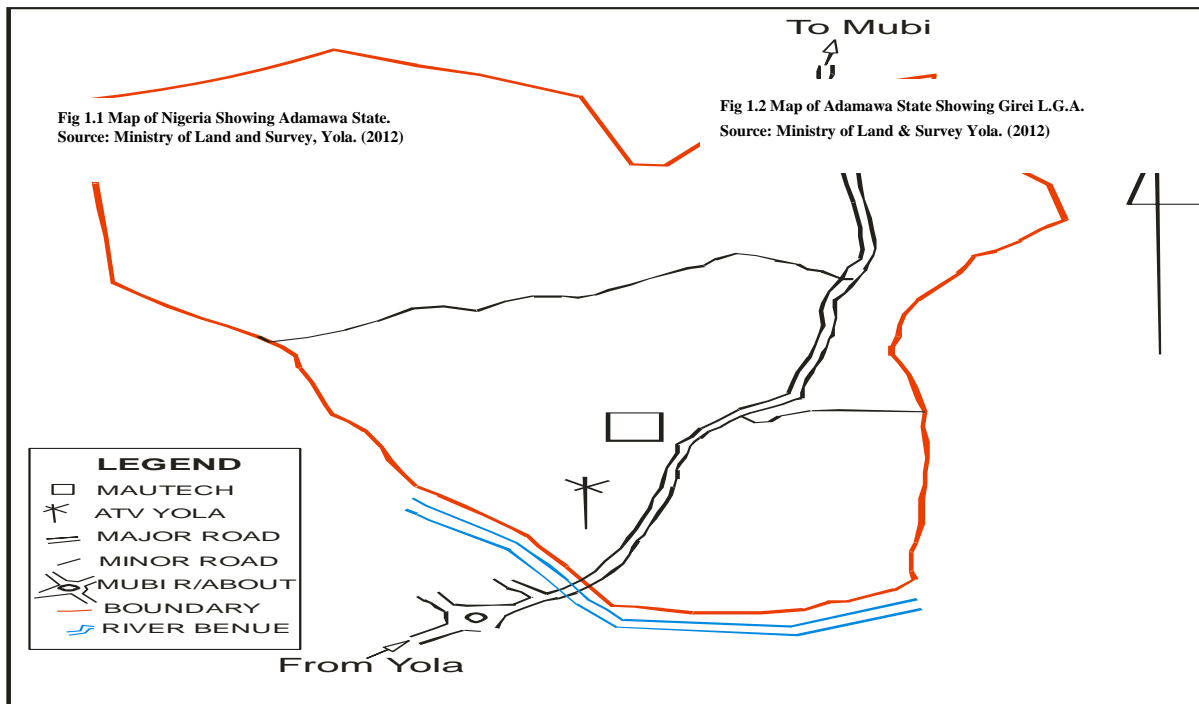 To Mubi
Fig 1.1 Map of Nigeria Showing Adamawa State.
Source: Ministry of Land and Survey, Yola. (2012)
Fig 1.2 Map of Adamawa State Showing Girei L.G.A.
Source: Ministry of Land & Survey Yola. (2012)
LEGEND
MAUTECH
ATV YOLA
MAJOR ROAD
MINOR ROAD
MUBI R/ABOUT
BOUNDARY
RIVER BENUE
From Yola